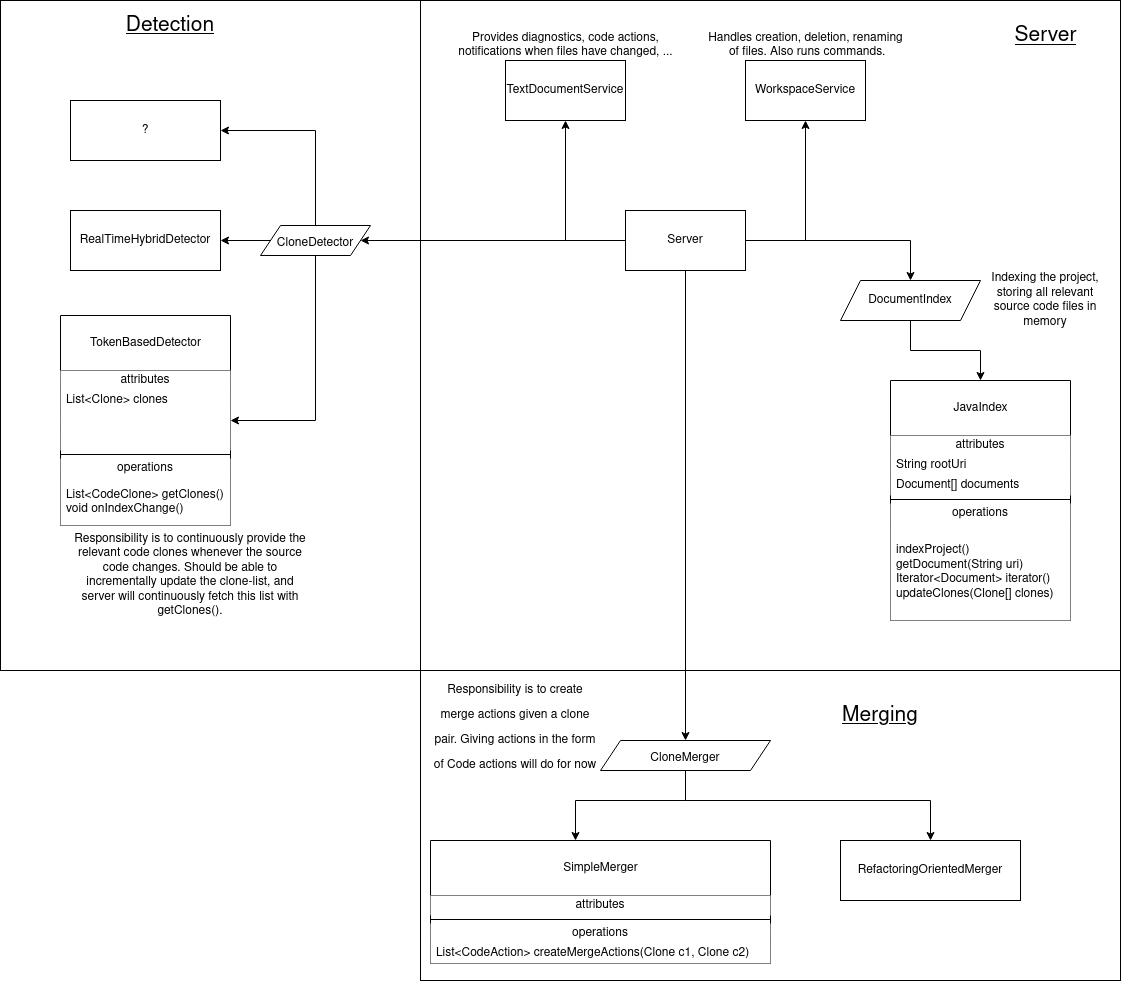 Detection
Server
Provides diagnostics, code actions,
notifications when files have changed, ...
Handles creation, deletion, renaming
of files. Also runs commands.
TextDocumentService
WorkspaceService
?
RealTimeHybridDetector
CloneDetector
Server
DocumentIndex
Indexing the project,
storing all relevant
source code files in
memory
TokenBasedDetector
attributes
List<Clone> clones
operations
List<CodeClone> getClones()
void onIndexChange()
Responsibility is to continuously provide the
relevant code clones whenever the source
code changes. Should be able to
incrementally update the clone-list, and
server will continuously fetch this list with
getClones().
JavaIndex
attributes
String rootUri
Document[] documents
operations
indexProject()
getDocument(String uri)
Iterator<Document> iterator()
updateClones(Clone[] clones)
Responsibility is to create
merge actions given a clone
pair. Giving actions in the form
of Code actions will do for now
Merging
CloneMerger
SimpleMerger
attributes
operations
List<CodeAction> createMergeActions(Clone c1, Clone c2)
RefactoringOrientedMerger